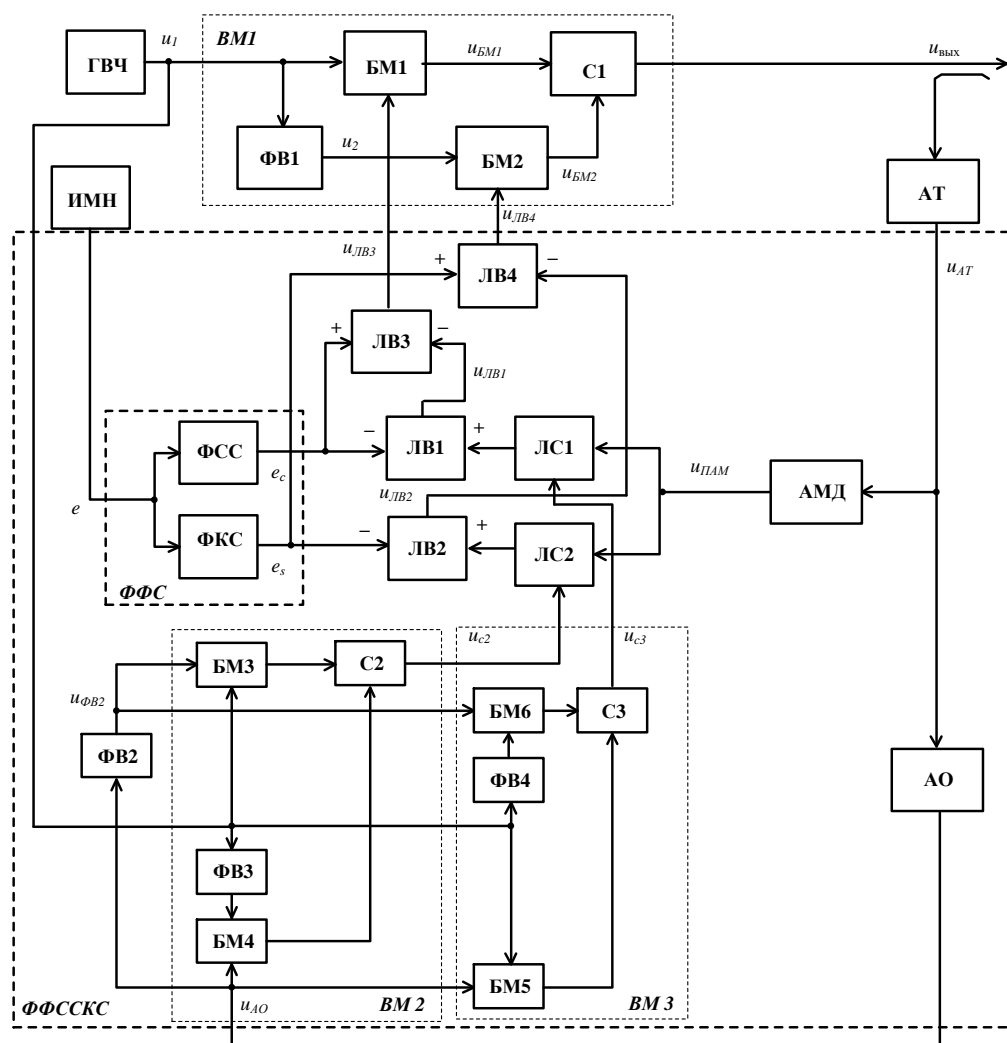 u1
ВМ1
ГВЧ
БМ1
uБМ1
С1
uвых
ФВ1
u2
БМ2
uБМ2
ИМН
АТ
uЛВ4
uЛВ3
+
ЛВ4
−
uАТ
+
ЛВ3
−
uЛВ1
ФСС
ec
−
ЛВ1
+
ЛС1
uПАМ
АМД
uЛВ2
e
ФКС
es
−
ЛВ2
+
ЛС2
ФФС
uс2
uс3
БМ3
С2
uФВ2
БМ6
С3
ФВ2
ФВ4
АО
ФВ3
БМ4
БМ5
ФФССКС
uАО
ВМ 2
ВМ 3